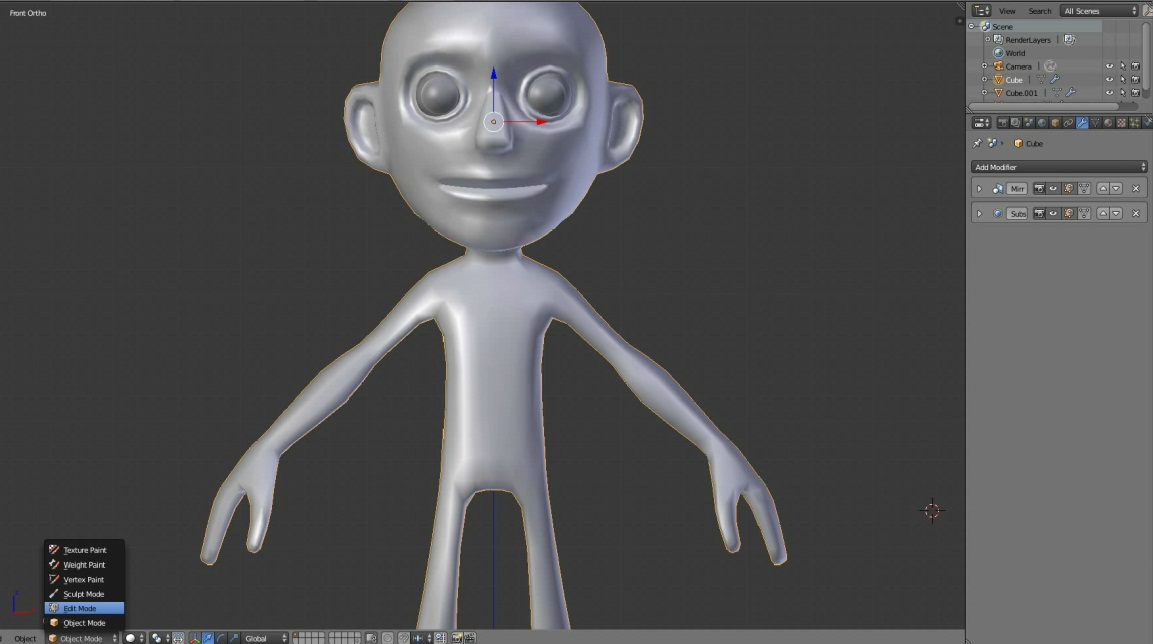 Front Ortho
View Search All Scenes
Scene
RenderLayers
World
Camera
Cube
Cube.001
Cube
Add Modifier
Mirr
Subs
Texture Paint
Weight Paint
Vertex Paint
Sculpt Mode
Edit Mode
Object Mode
Object Object Mode Global
z